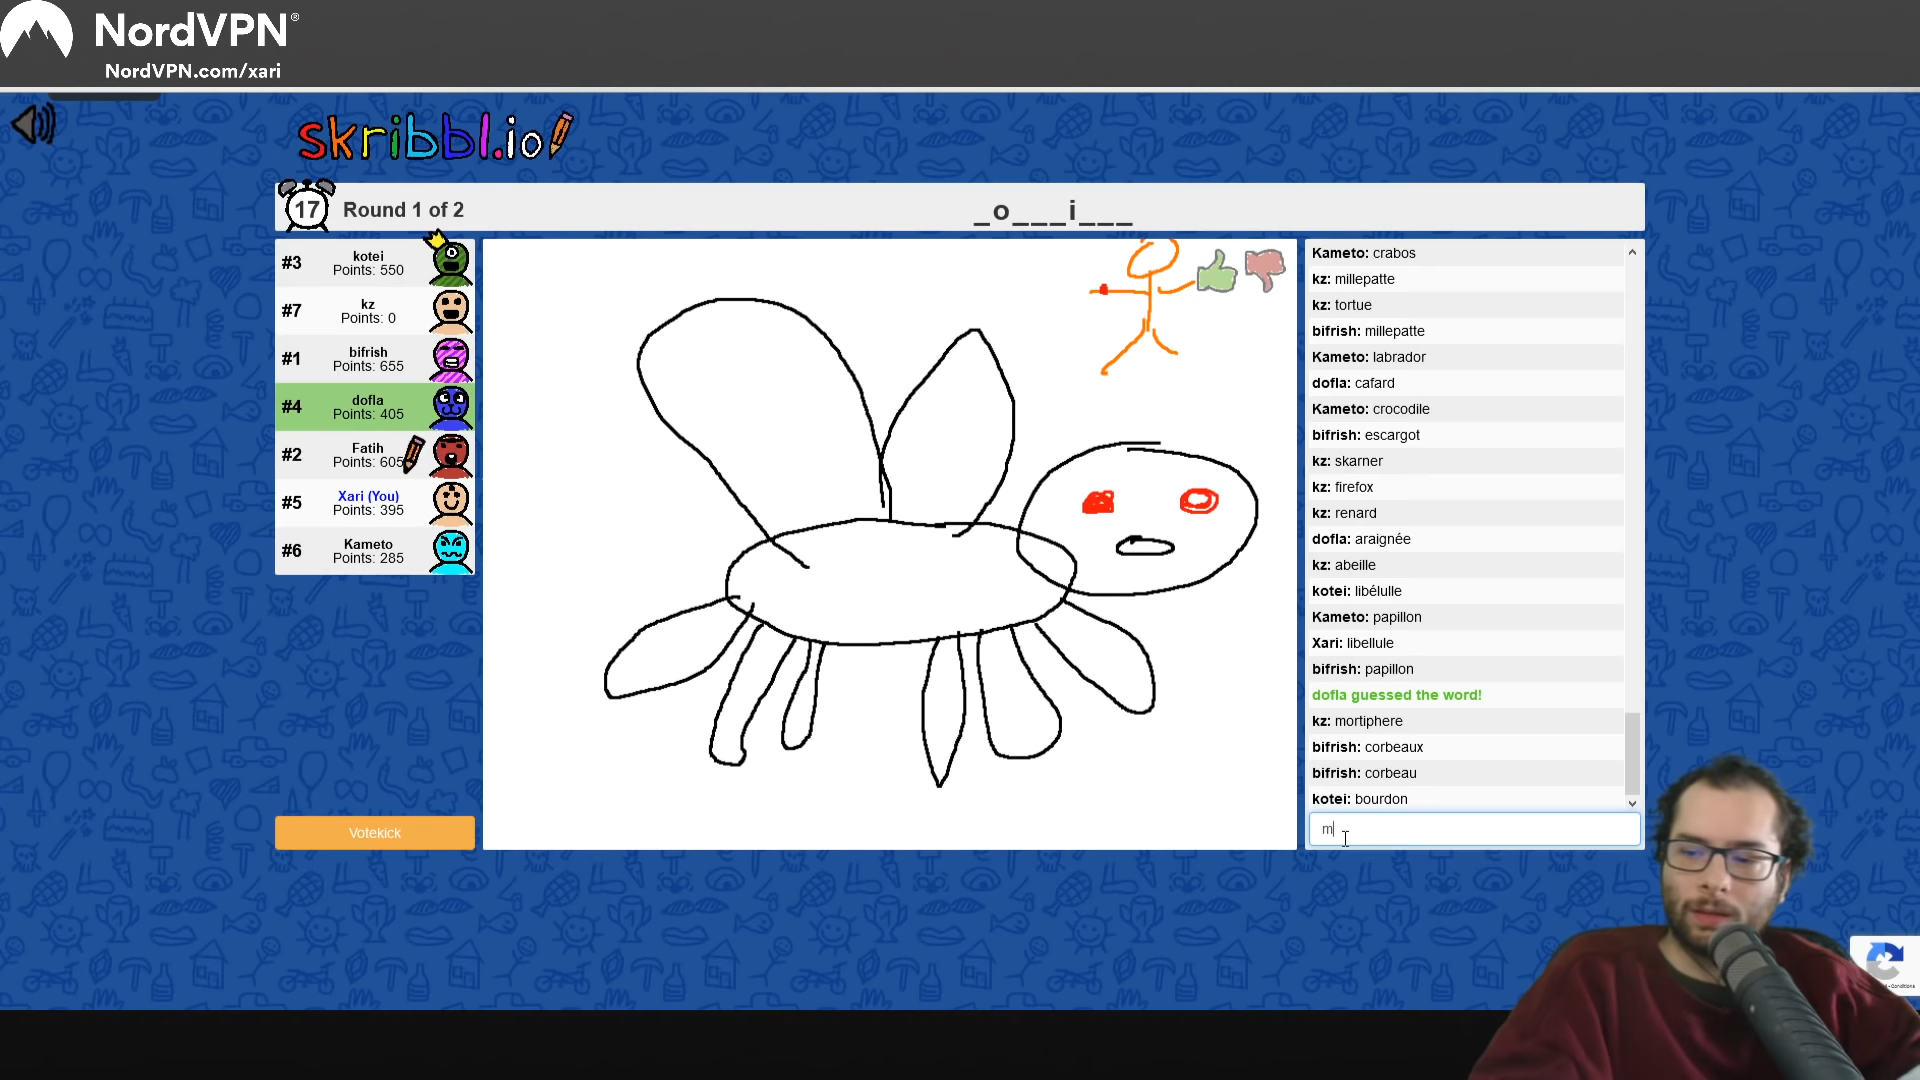 NordVPN®
NordVPN.com/xari
skribbl.io
17
Round 1 of 2
_o___i___
#3
kotei
Points: 550
#7
kz
Points: 0
#1
bifrish
Points: 655
#4
dofla
Points: 405
#2
Fatih
Points: 605
#5
Xari (You)
Points: 395
#6
Kameto
Points: 285
Votekick
Kameto: crabos
kz: millepatte
kz: tortue
bifrish: millepatte
Kameto: labrador
dofla: cafard
Kameto: crocodile
bifrish: escargot
kz: skarner
kz: firefox
kz: renard
dofla: araignée
kz: abeille
kotei: libélulle
Kameto: papillon
Xari: libellule
bifrish: papillon
dofla guessed the word!
kz: mortiphere
bifrish: corbeaux
bifrish: corbeau
kotei: bourdon
m